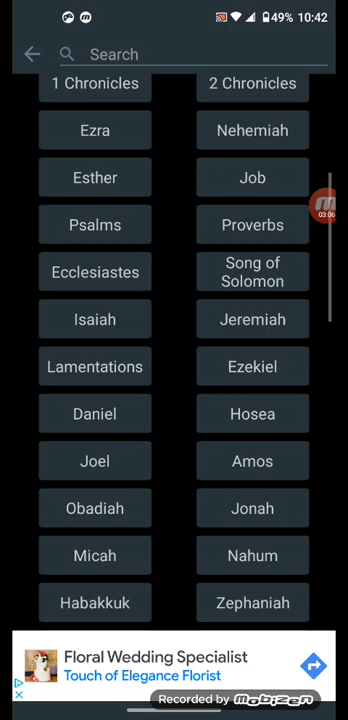 49% 10:42
Search
1 Chronicles 2 Chronicles
Ezra Nehemiah
Esther Job
Psalms Proverbs
Ecclesiastes Song of
Solomon
Isaiah Jeremiah
03:06
Lamentations Ezekiel
Daniel Hosea
Joel Amos
Obadiah Jonah
Micah Nahum
Habakkuk Zephaniah
Floral Wedding Specialist
Touch of Elegance Florist
Recorded by mobizen